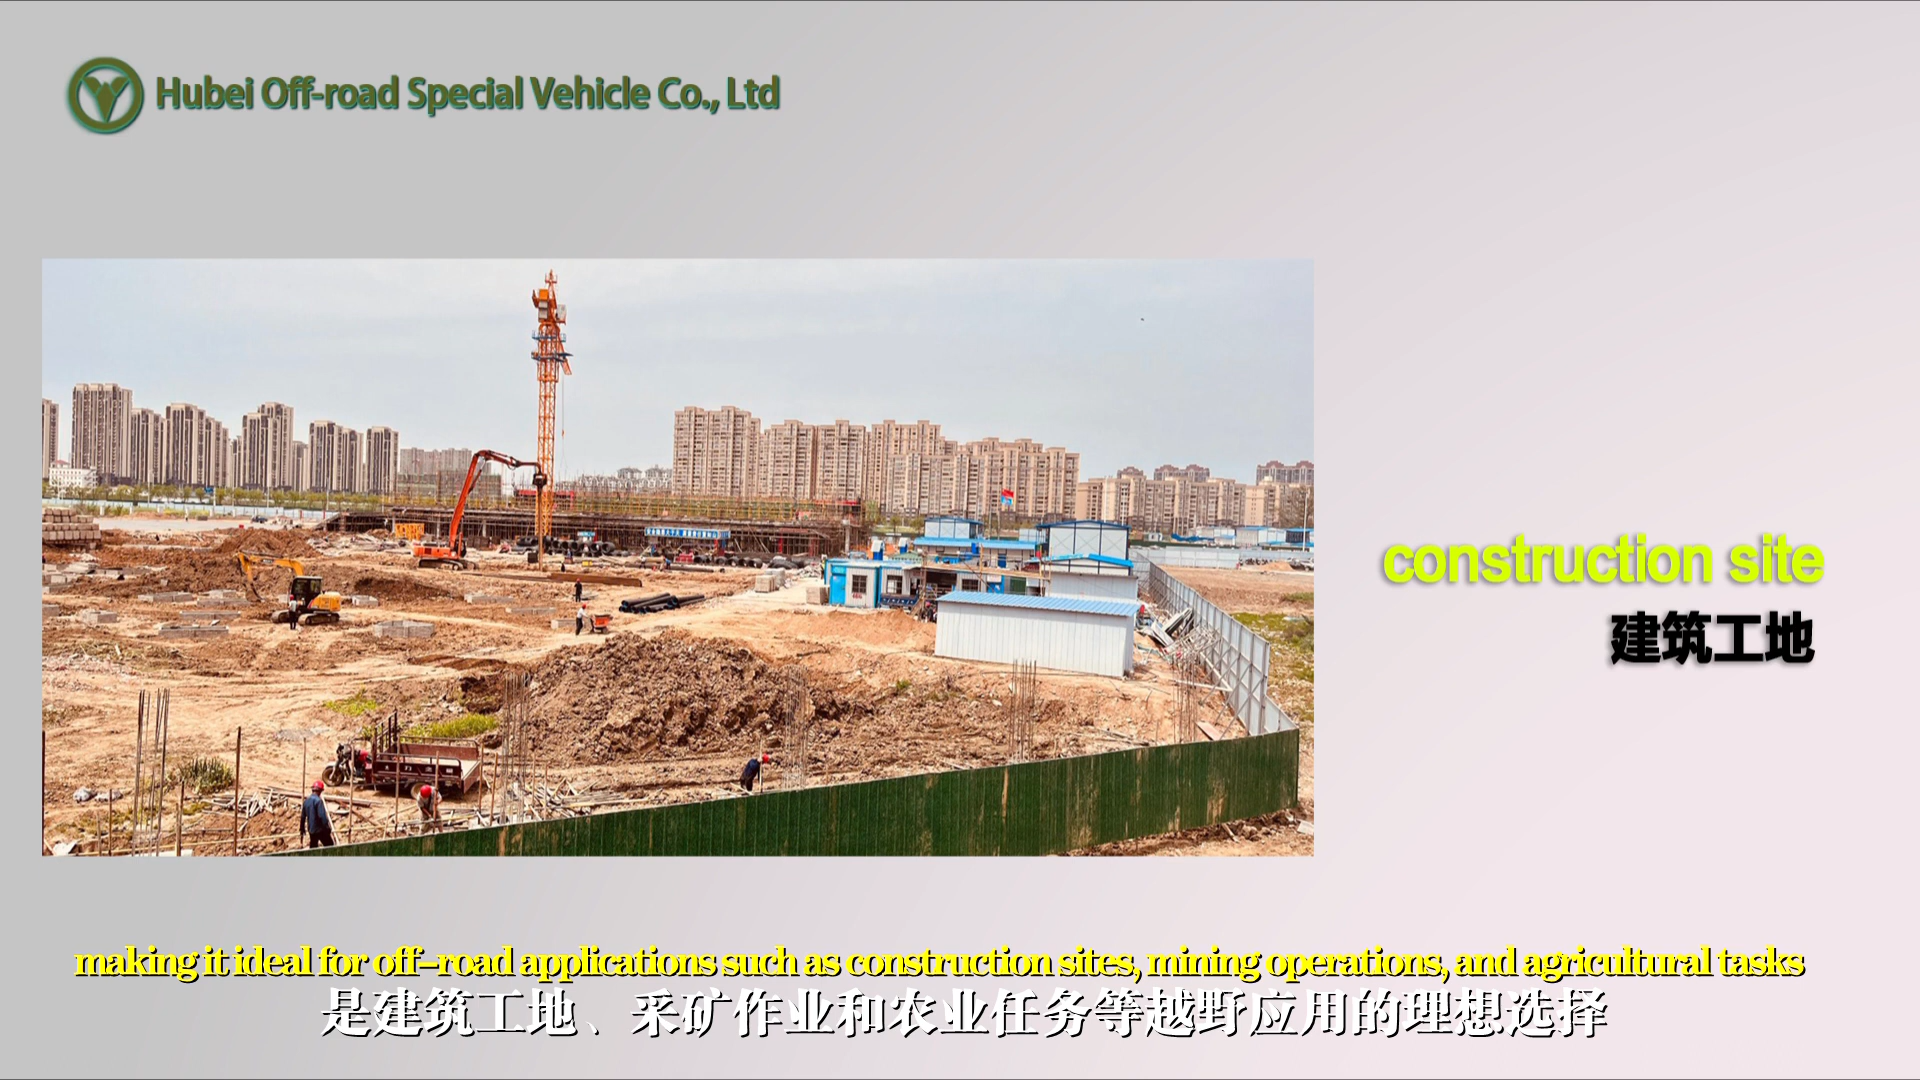 Hubei Off-road Special Vehicle Co., Ltd
construction site
建筑工地
making it ideal for off-road applications such as construction sites, mining operations, and agricultural tasks
是建筑工地、采矿作业和农业任务等越野应用的理想选择